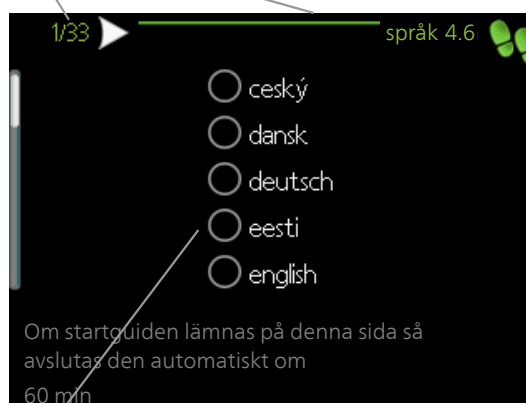 1/33
språk 4.6
ceský
dansk
deutsch
eesti
english
Om startguiden lämnas på denna sida så
avslutas den automatiskt om
60 min